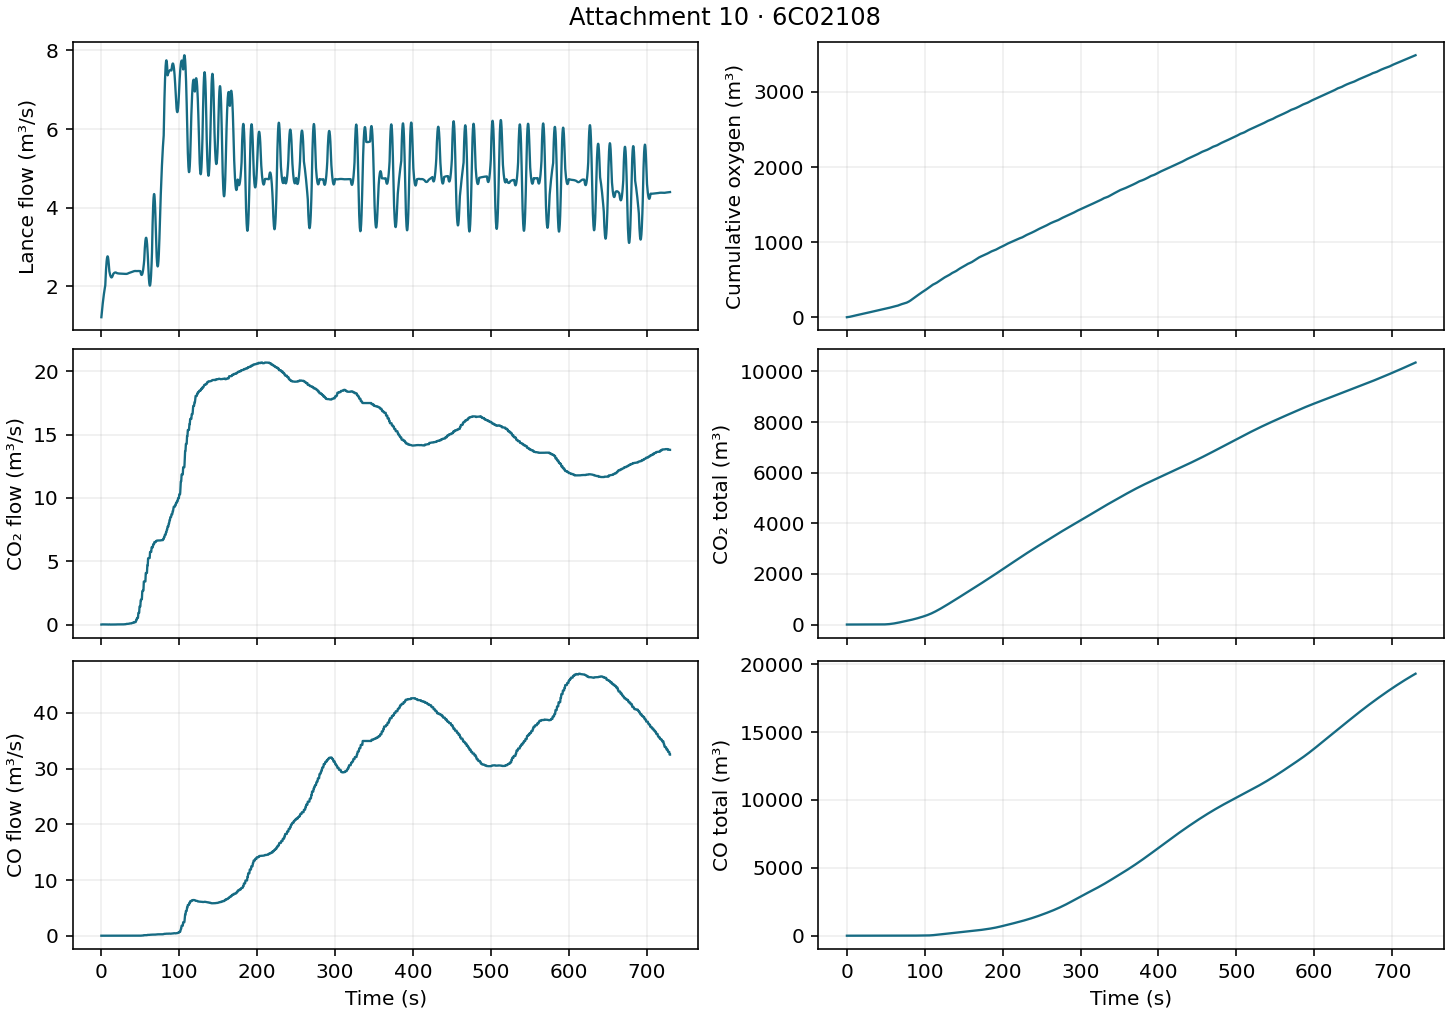 Attachment 10 · 6C02108
Lance flow (m³/s)
8
6
4
2
Cumulative oxygen (m³)
3000
2000
1000
0
CO₂ flow (m³/s)
20
15
10
5
0
CO₂ total (m³)
10000
8000
6000
4000
2000
0
CO flow (m³/s)
40
30
20
10
0
0 100 200 300 400 500 600 700
Time (s)
CO total (m³)
20000
15000
10000
5000
0
0 100 200 300 400 500 600 700
Time (s)